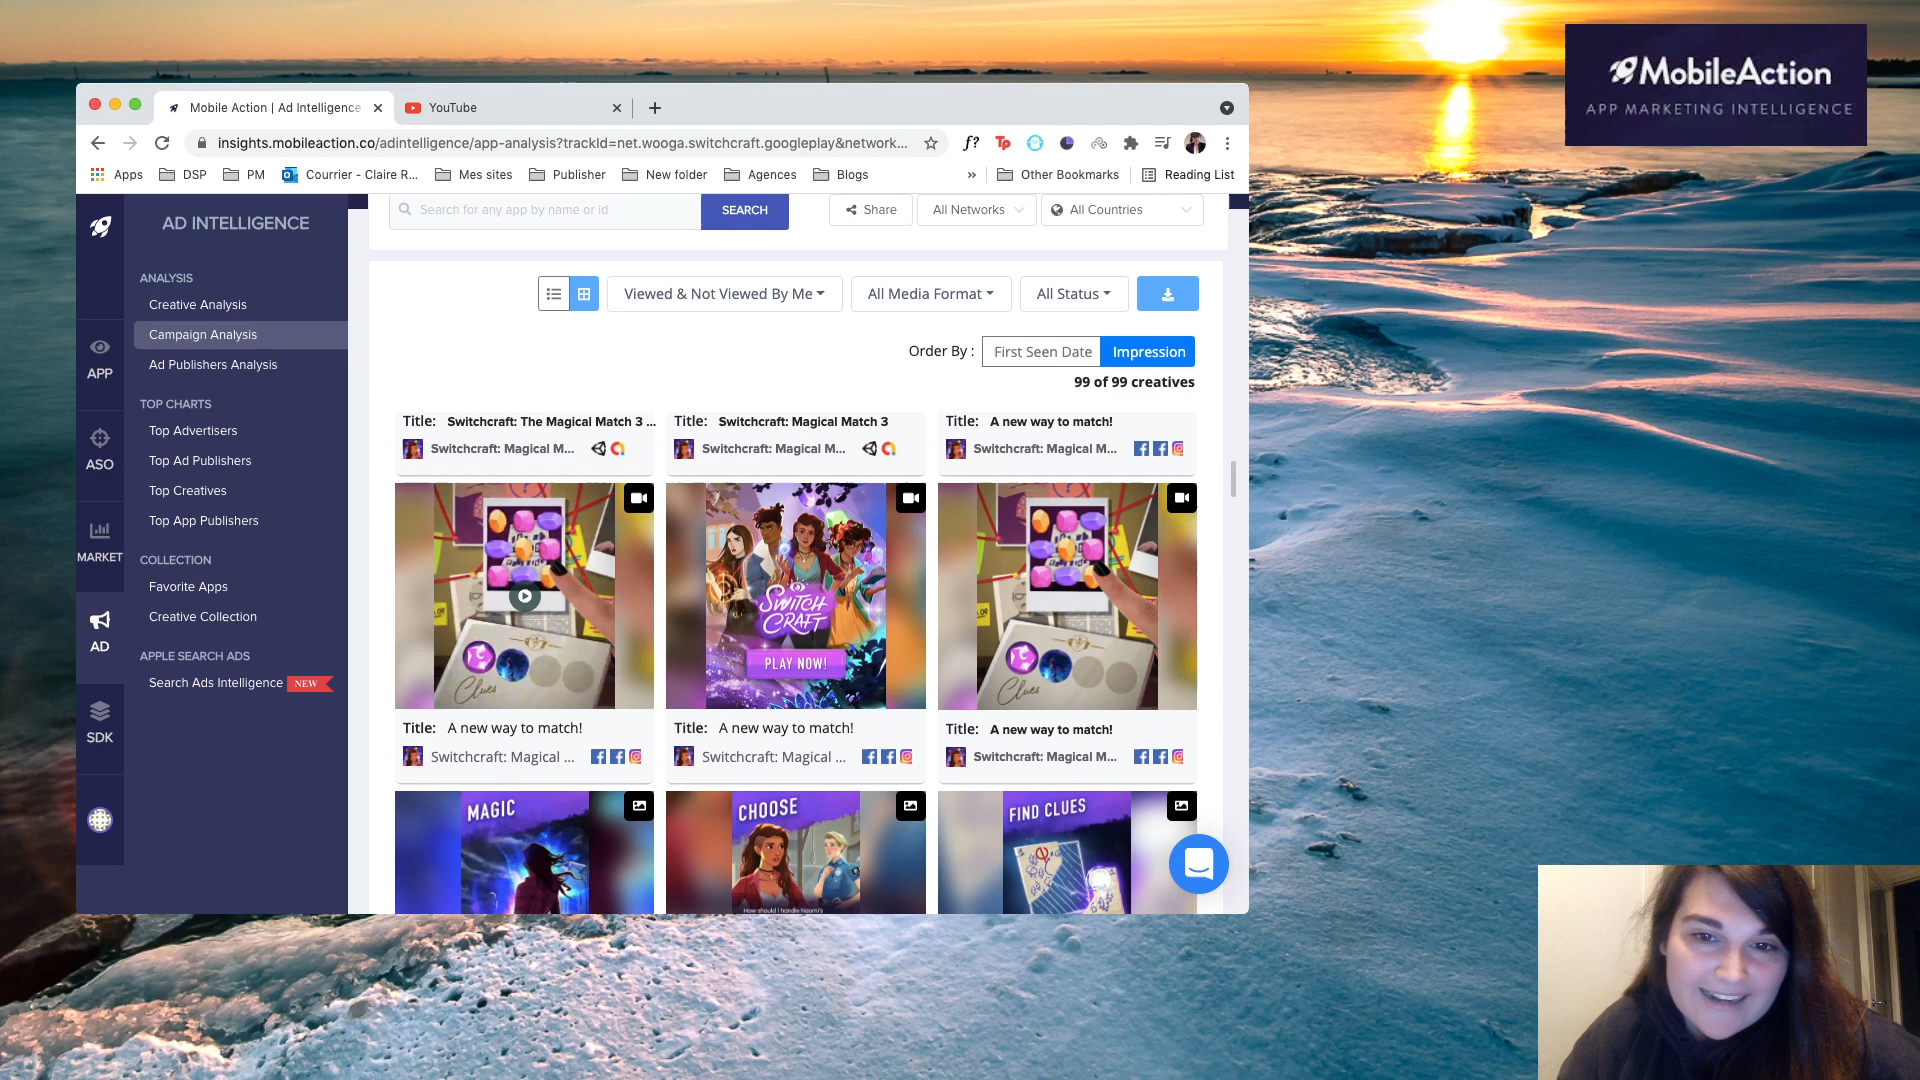 MobileAction
APP MARKETING INTELLIGENCE
Mobile Action | Ad Intelligence
YouTube
insights.mobileaction.co/adintelligence/app-analysis?trackId=net.wooga.switchcraft.googleplay&network...
f?
Tp
Apps
DSP
PM
Courrier - Claire R...
Mes sites
Publisher
New folder
Agences
Blogs
»
Other Bookmarks
Reading List
AD INTELLIGENCE
ANALYSIS
Creative Analysis
Campaign Analysis
Ad Publishers Analysis
TOP CHARTS
Top Advertisers
Top Ad Publishers
Top Creatives
Top App Publishers
COLLECTION
Favorite Apps
Creative Collection
APPLE SEARCH ADS
Search Ads Intelligence NEW
APP
ASO
MARKET
AD
SDK
Search for any app by name or id
SEARCH
Share
All Networks
All Countries
Viewed & Not Viewed By Me
All Media Format
All Status
Order By : First Seen Date Impression
99 of 99 creatives
Title: Switchcraft: The Magical Match 3 ...
Switchcraft: Magical M...
Title: Switchcraft: Magical Match 3
Switchcraft: Magical M...
Title: A new way to match!
Switchcraft: Magical M...
Clues
Title: A new way to match!
Switchcraft: Magical ...
SWITCH
CRAFT
PLAY NOW!
Title: A new way to match!
Switchcraft: Magical ...
Clues
Title: A new way to match!
Switchcraft: Magical M...
MAGIC
CHOOSE
How should I handle Naomi's
FIND CLUES